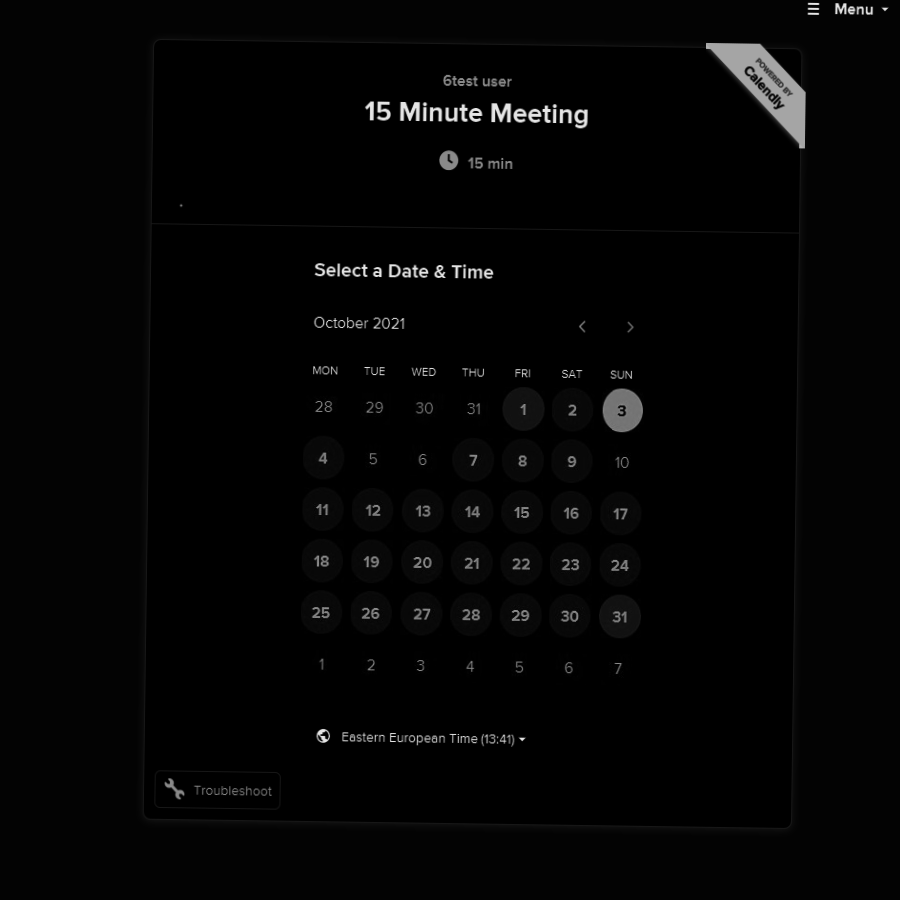 Menu
6test user
POWERED BY
Calendly
15 Minute Meeting
15 min
Select a Date & Time
October 2021
MON TUE WED THU FRI SAT SUN
28 29 30 31 1 2 3
4 5 6 7 8 9 10
11 12 13 14 15 16 17
18 19 20 21 22 23 24
25 26 27 28 29 30 31
1 2 3 4 5 6 7
Eastern European Time (13:41)
Troubleshoot